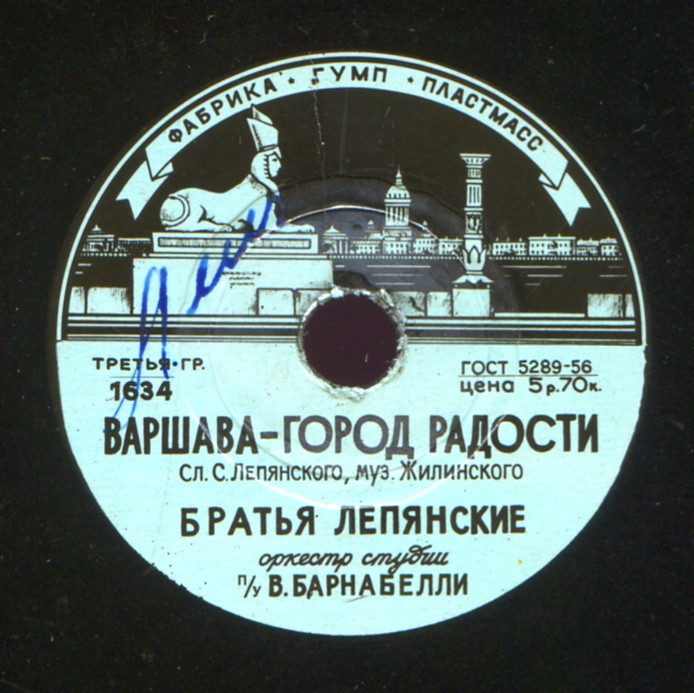 ФАБРИКА · ГУМП · ПЛАСТМАСС
ТРЕТЬЯ·ГР.
1634
ГОСТ 5289-56
цена 5р.70к.
ВАРШАВА-ГОРОД РАДОСТИ
Сл. С. Лепянского, муз. Жилинского
БРАТЬЯ ЛЕПЯНСКИЕ
оркестр студии
п/у В. БАРНАБЕЛЛИ